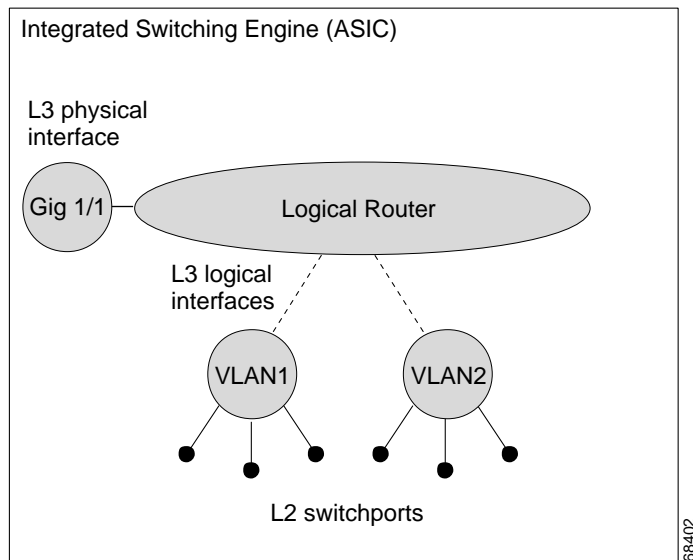 Integrated Switching Engine (ASIC)
L3 physical
interface
Gig 1/1
Logical Router
L3 logical
interfaces
VLAN1
VLAN2
L2 switchports
68402